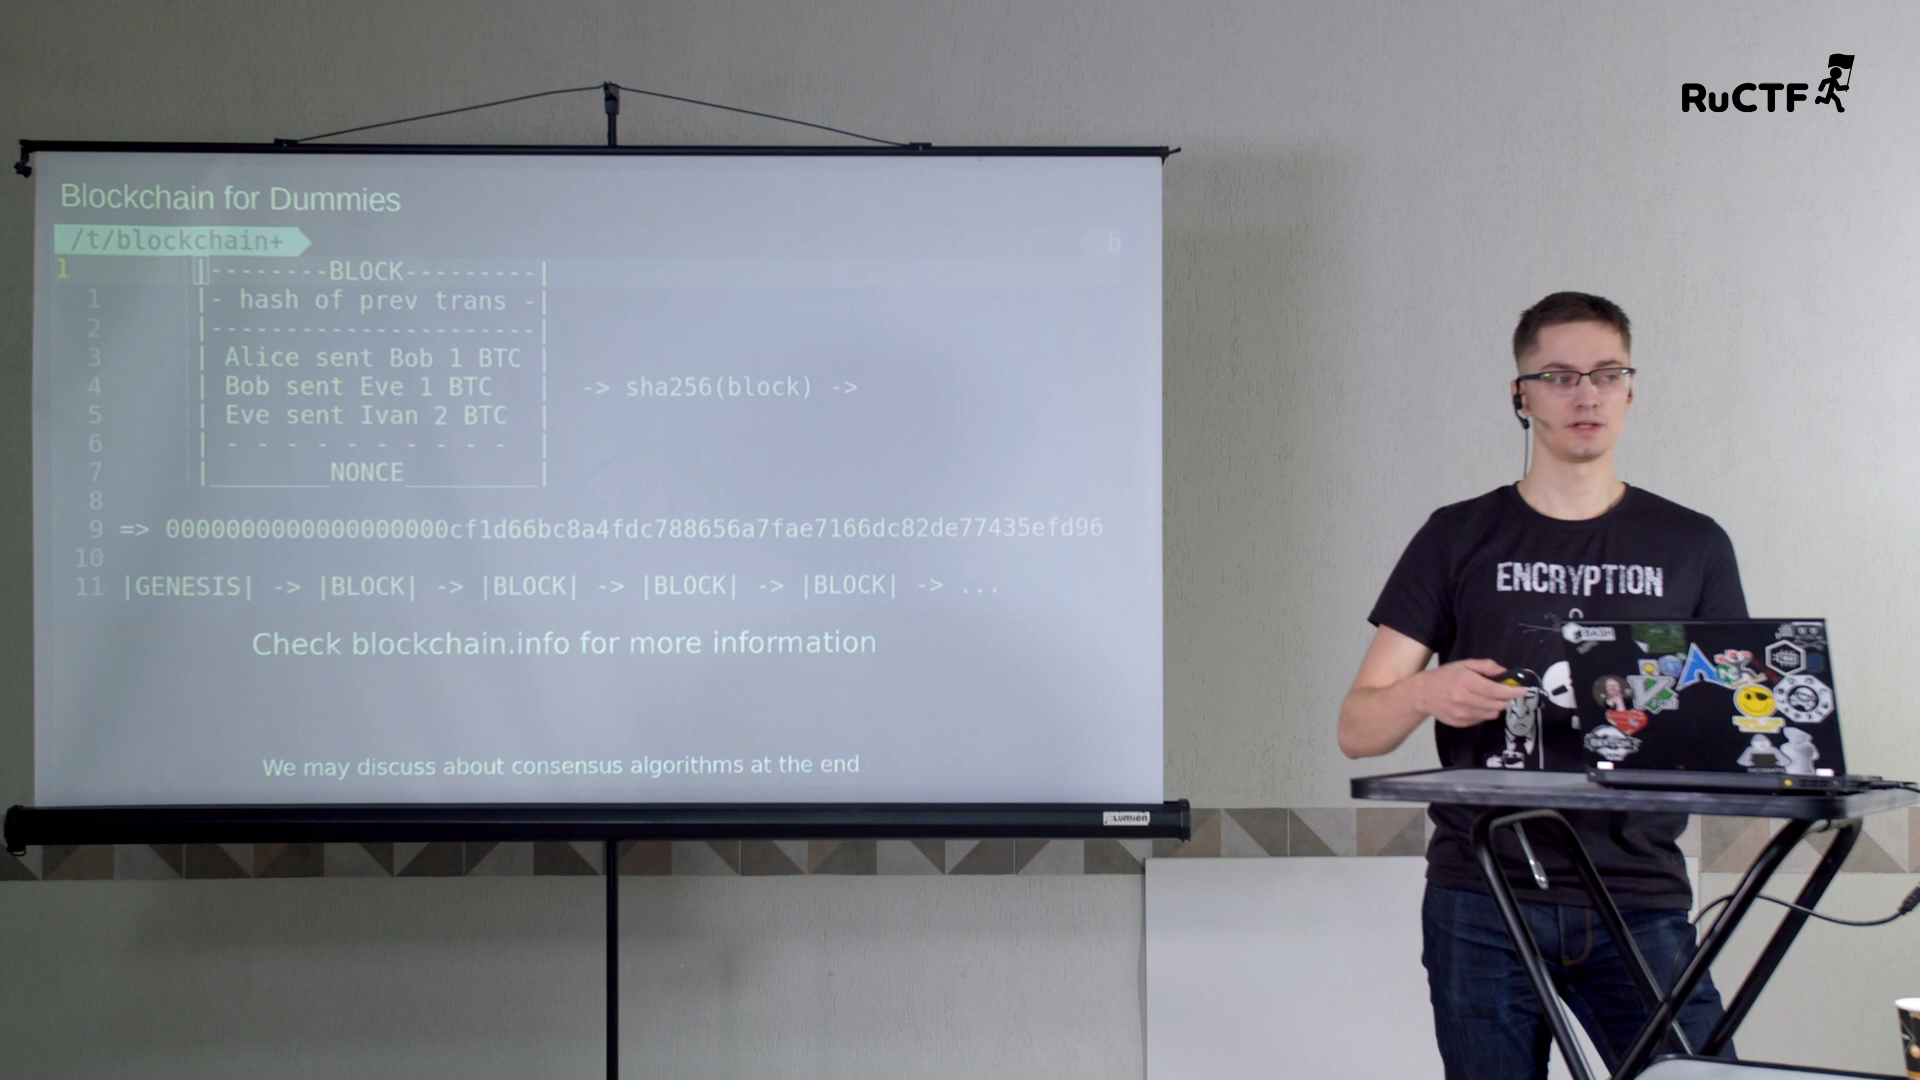 RuCTF
Blockchain for Dummies
/t/blockchain+
b
1 |--------BLOCK---------|
1 |- hash of prev trans -|
2 |----------------------|
3 | Alice sent Bob 1 BTC |
4 | Bob sent Eve 1 BTC | -> sha256(block) ->
5 | Eve sent Ivan 2 BTC |
6 | - - - - - - - - - - |
7 |________NONCE_________|
8
9 => 0000000000000000000cf1d66bc8a4fdc788656a7fae7166dc82de77435efd96
10
11 |GENESIS| -> |BLOCK| -> |BLOCK| -> |BLOCK| -> |BLOCK| -> ...
Check blockchain.info for more information
We may discuss about consensus algorithms at the end
Lumien
ENCRYPTION